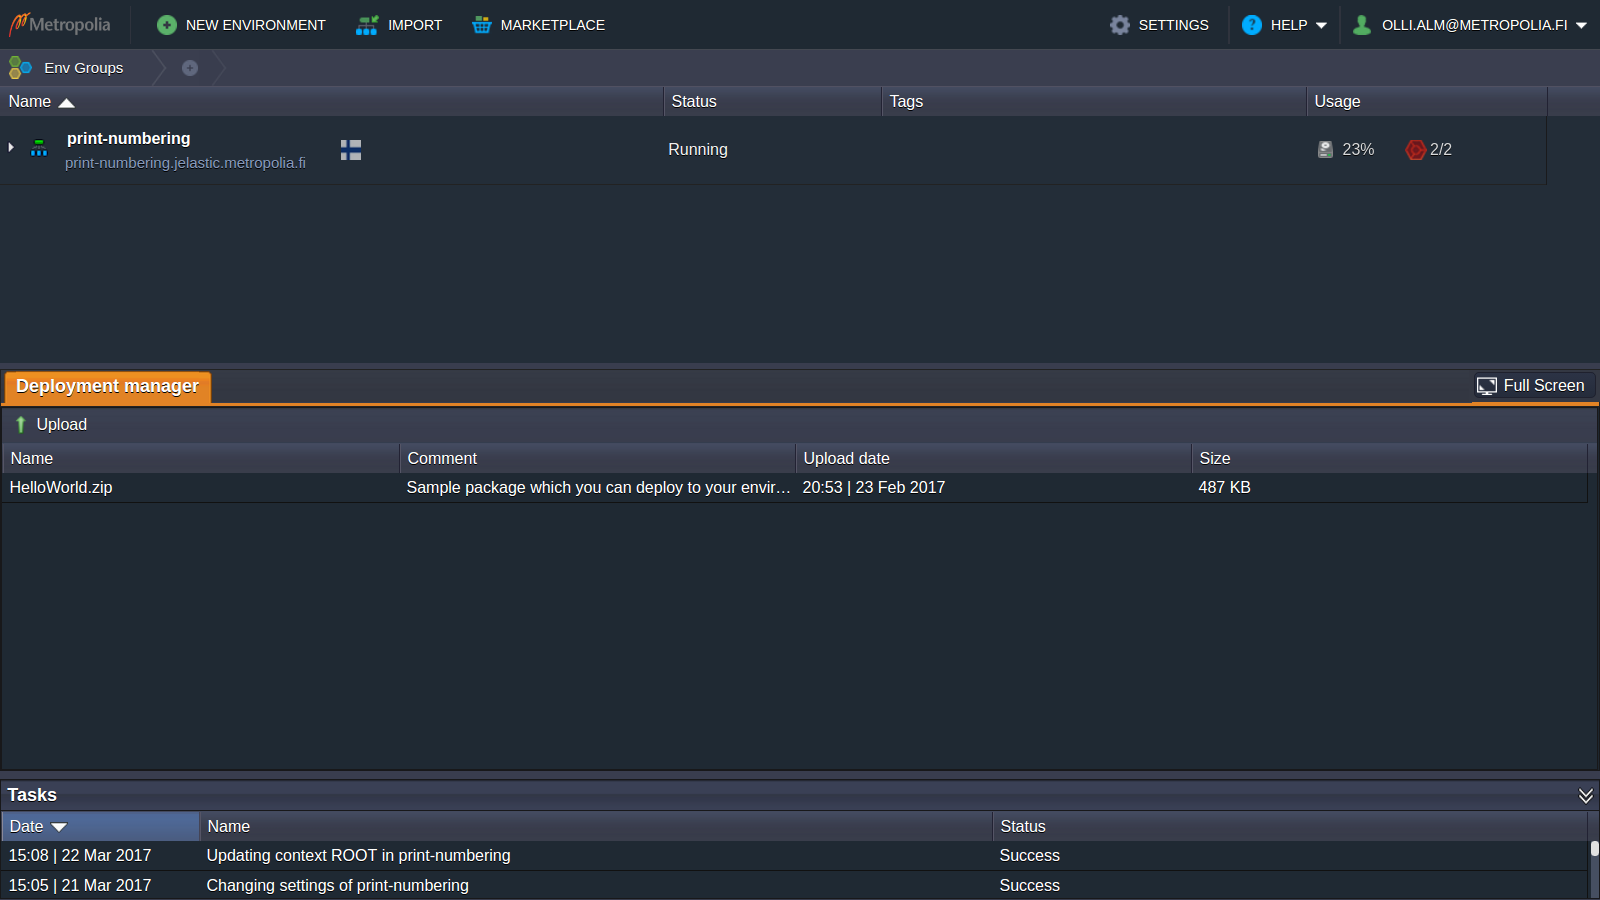 Metropolia
NEW ENVIRONMENT
IMPORT
MARKETPLACE
SETTINGS
HELP
OLLI.ALM@METROPOLIA.FI
Env Groups
Name
Status
Tags
Usage
print-numbering
print-numbering.jelastic.metropolia.fi
Running
23%
2/2
Deployment manager
Full Screen
Upload
Name
Comment
Upload date
Size
HelloWorld.zip
Sample package which you can deploy to your envir...
20:53 | 23 Feb 2017
487 KB
Tasks
Date
Name
Status
15:08 | 22 Mar 2017
Updating context ROOT in print-numbering
Success
15:05 | 21 Mar 2017
Changing settings of print-numbering
Success